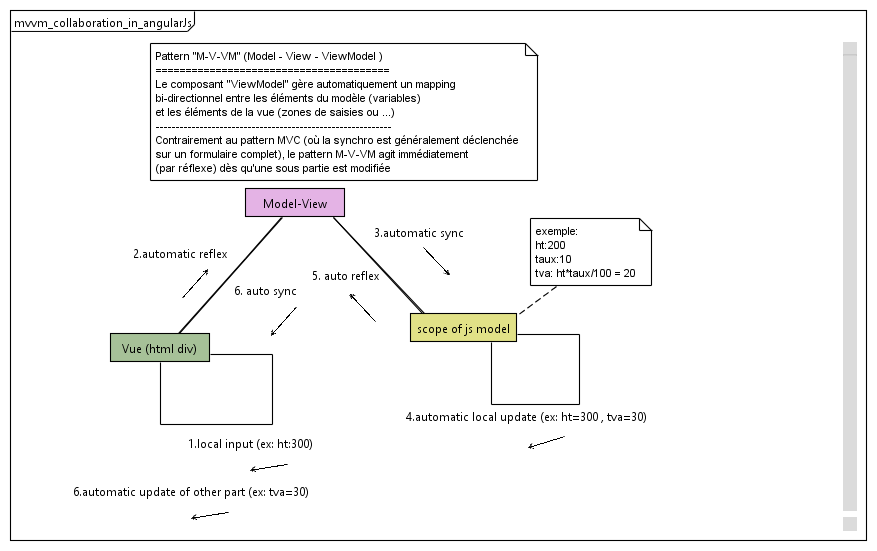 mvvm_collaboration_in_angularJs
Pattern "M-V-VM" (Model - View - ViewModel )
=======================================
Le composant "ViewModel" gère automatiquement un mapping
bi-directionnel entre les éléments du modèle (variables)
et les éléments de la vue (zones de saisies ou ...)
-----------------------------------------------------------
Contrairement au pattern MVC (où la synchro est généralement déclenchée
sur un formulaire complet), le pattern M-V-VM agit immédiatement
(par réflexe) dès qu'une sous partie est modifiée
Model-View
3.automatic sync
exemple:
ht:200
taux:10
tva: ht*taux/100 = 20
2.automatic reflex
5. auto reflex
6. auto sync
scope of js model
Vue (html div)
4.automatic local update (ex: ht=300 , tva=30)
1.local input (ex: ht:300)
6.automatic update of other part (ex: tva=30)